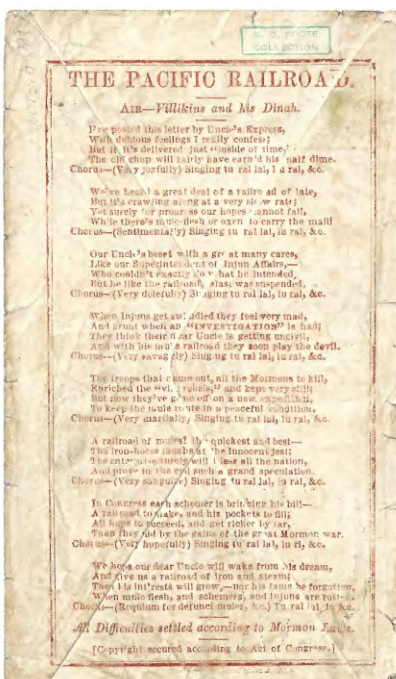 C. D. FOOTE
COLLECTION
THE PACIFIC RAILROAD.
AIR—Villikins and his Dinah.
I've posted this letter by Uncle's Express,
With dubious feelings I really confess;
But if it's delivered just "inside of time,"
The old chap will fairly have earn'd his half dime.
Chorus—(Very joyfully) Singing tu ral lal, lu ral, &c.
We've heard a great deal of a railroad of late,
But it's crawling along at a very slow rate;
Yet surely for progress our hopes cannot fail,
While there's mule-flesh or oxen to carry the mail!
Chorus—(Sentimentally) Singing tu ral lal, lu ral, &c.
Our Uncle's beset with a great many cares,
Like our Superintendent of Injun Affairs,—
Who couldn't exactly do what he intended,
But he like the railroad, alas! was suspended.
Chorus—(Very dolefully) Singing tu ral lal, lu ral, &c.
When Injuns get swindled they feel very mad,
And grunt when an "INVESTIGATION" is had;
They think their dear Uncle is getting uncivil,
And with his mule railroad they soon play the devil.
Chorus—(Very savagely) Singing tu ral lal, lu ral, &c.
The troops that came out, all the Mormons to kill,
Enriched the "vile rebels," and kept very still;
But now they've gone off on a new expedition,
To keep the mule route in a peaceful condition.
Chorus—(Very martially) Singing tu ral lal, lu ral, &c.
A railroad of mules! the quickest and best—
The iron-horse laughs at the innocent jest;
The enterprise surely will bless all the nation,
And prove in the end such a grand speculation.
Chorus—(Very sanguine) Singing tu ral lal, lu ral, &c.
In Congress each schemer is bringing his bill—
A railroad to make, and his pockets to fill;
All hope to succeed, and get richer by far,
Than they did by the gains of the great Mormon war.
Chorus—(Very hopefully) Singing tu ral lal, lu rl, &c.
We hope our dear Uncle will wake from his dream,
And give us a railroad of iron and steam;
Then his int'rests will grow,—nor his fame be forgotten,
When mule flesh, and schemers, and Injuns are rotten.
Chorus—(Requium for defunct mules, &c.) Tu ral lal, lu &c.
All Difficulties settled according to Mormon Laws.
[Copyright secured according to Act of Congress.]